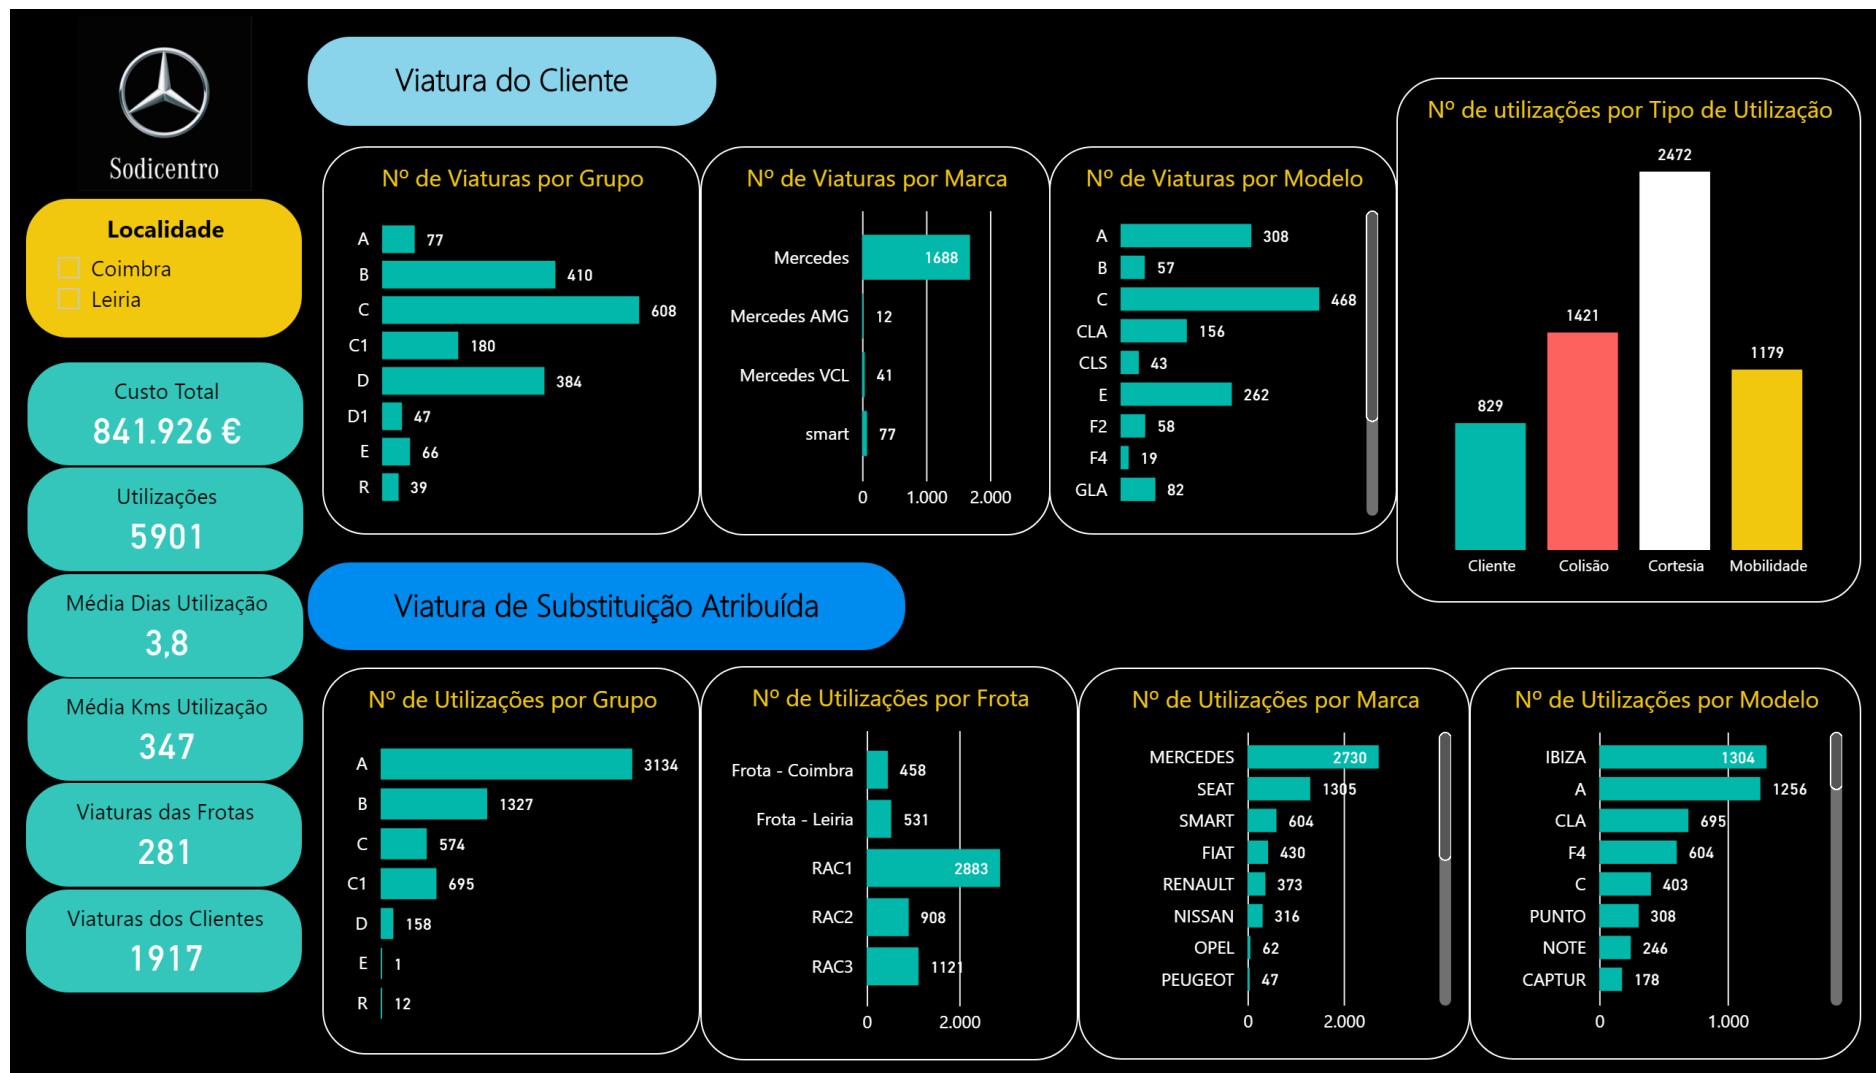 Sodicentro
Localidade
Coimbra
Leiria
Custo Total
841.926 €
Utilizações
5901
Média Dias Utilização
3,8
Média Kms Utilização
347
Viaturas das Frotas
281
Viaturas dos Clientes
1917
Viatura do Cliente
Nº de Viaturas por Grupo
A 77
B 410
C 608
C1 180
D 384
D1 47
E 66
R 39
Nº de Viaturas por Marca
Mercedes 1688
Mercedes AMG 12
Mercedes VCL 41
smart 77
0 1.000 2.000
Nº de Viaturas por Modelo
A 308
B 57
C 468
CLA 156
CLS 43
E 262
F2 58
F4 19
GLA 82
Nº de utilizações por Tipo de Utilização
2472
1421
1179
829
Cliente Colisão Cortesia Mobilidade
Viatura de Substituição Atribuída
Nº de Utilizações por Grupo
A 3134
B 1327
C 574
C1 695
D 158
E 1
R 12
Nº de Utilizações por Frota
Frota - Coimbra 458
Frota - Leiria 531
RAC1 2883
RAC2 908
RAC3 1121
0 2.000
Nº de Utilizações por Marca
MERCEDES 2730
SEAT 1305
SMART 604
FIAT 430
RENAULT 373
NISSAN 316
OPEL 62
PEUGEOT 47
0 2.000
Nº de Utilizações por Modelo
IBIZA 1304
A 1256
CLA 695
F4 604
C 403
PUNTO 308
NOTE 246
CAPTUR 178
0 1.000